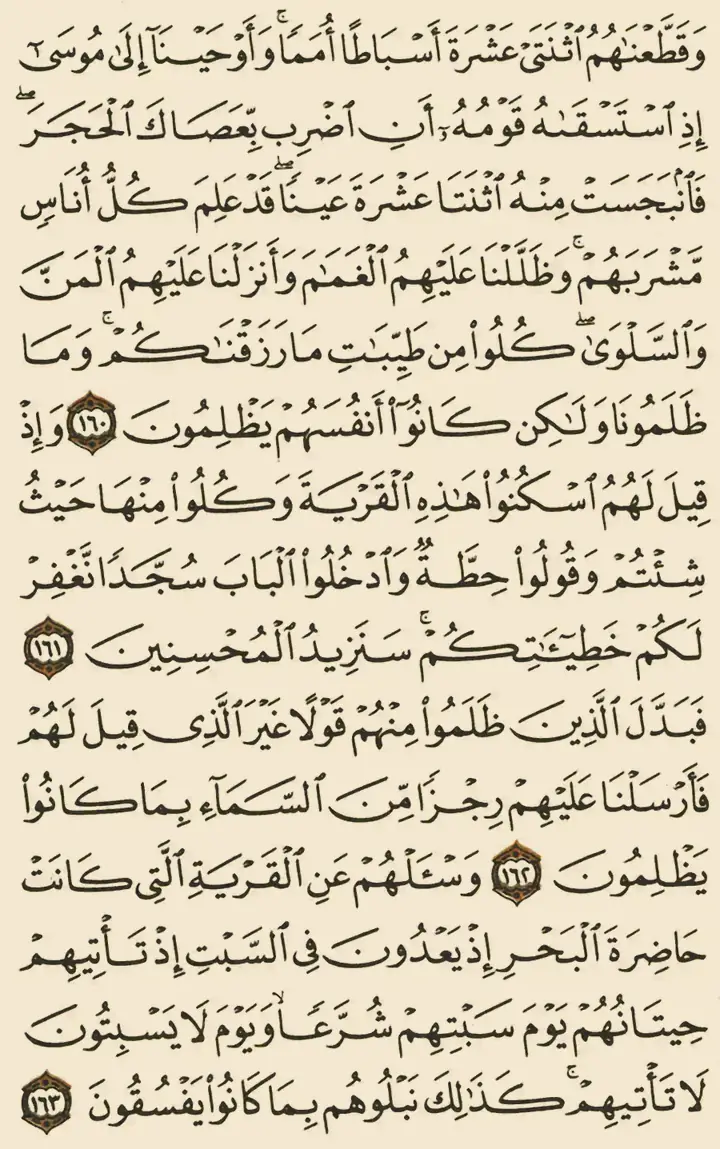 وَقَطَّعْنَٰهُمُ ٱثْنَتَىْ عَشْرَةَ أَسْبَاطًا أُمَمًاۚ وَأَوْحَيْنَآ إِلَىٰ مُوسَىٰٓ
إِذِ ٱسْتَسْقَىٰهُ قَوْمُهُۥٓ أَنِ ٱضْرِب بِّعَصَاكَ ٱلْحَجَرَۖ
فَٱنۢبَجَسَتْ مِنْهُ ٱثْنَتَا عَشْرَةَ عَيْنًاۖ قَدْ عَلِمَ كُلُّ أُنَاسٍ
مَّشْرَبَهُمْۚ وَظَلَّلْنَا عَلَيْهِمُ ٱلْغَمَٰمَ وَأَنزَلْنَا عَلَيْهِمُ ٱلْمَنَّ
وَٱلسَّلْوَىٰۖ كُلُوا۟ مِن طَيِّبَٰتِ مَا رَزَقْنَٰكُمْۚ وَمَا
ظَلَمُونَا وَلَٰكِن كَانُوٓا۟ أَنفُسَهُمْ يَظْلِمُونَ ١٦٠ وَإِذْ
قِيلَ لَهُمُ ٱسْكُنُوا۟ هَٰذِهِ ٱلْقَرْيَةَ وَكُلُوا۟ مِنْهَا حَيْثُ
شِئْتُمْ وَقُولُوا۟ حِطَّةٌ وَٱدْخُلُوا۟ ٱلْبَابَ سُجَّدًا نَّغْفِرْ
لَكُمْ خَطِيٓـَٰٔتِكُمْۚ سَنَزِيدُ ٱلْمُحْسِنِينَ ١٦١
فَبَدَّلَ ٱلَّذِينَ ظَلَمُوا۟ مِنْهُمْ قَوْلًا غَيْرَ ٱلَّذِى قِيلَ لَهُمْ
فَأَرْسَلْنَا عَلَيْهِمْ رِجْزًا مِّنَ ٱلسَّمَآءِ بِمَا كَانُوا۟
يَظْلِمُونَ ١٦٢ وَسْـَٔلْهُمْ عَنِ ٱلْقَرْيَةِ ٱلَّتِى كَانَتْ
حَاضِرَةَ ٱلْبَحْرِ إِذْ يَعْدُونَ فِى ٱلسَّبْتِ إِذْ تَأْتِيهِمْ
حِيتَانُهُمْ يَوْمَ سَبْتِهِمْ شُرَّعًا وَيَوْمَ لَا يَسْبِتُونَۙ
لَا تَأْتِيهِمْۚ كَذَٰلِكَ نَبْلُوهُم بِمَا كَانُوا۟ يَفْسُقُونَ ١٦٣